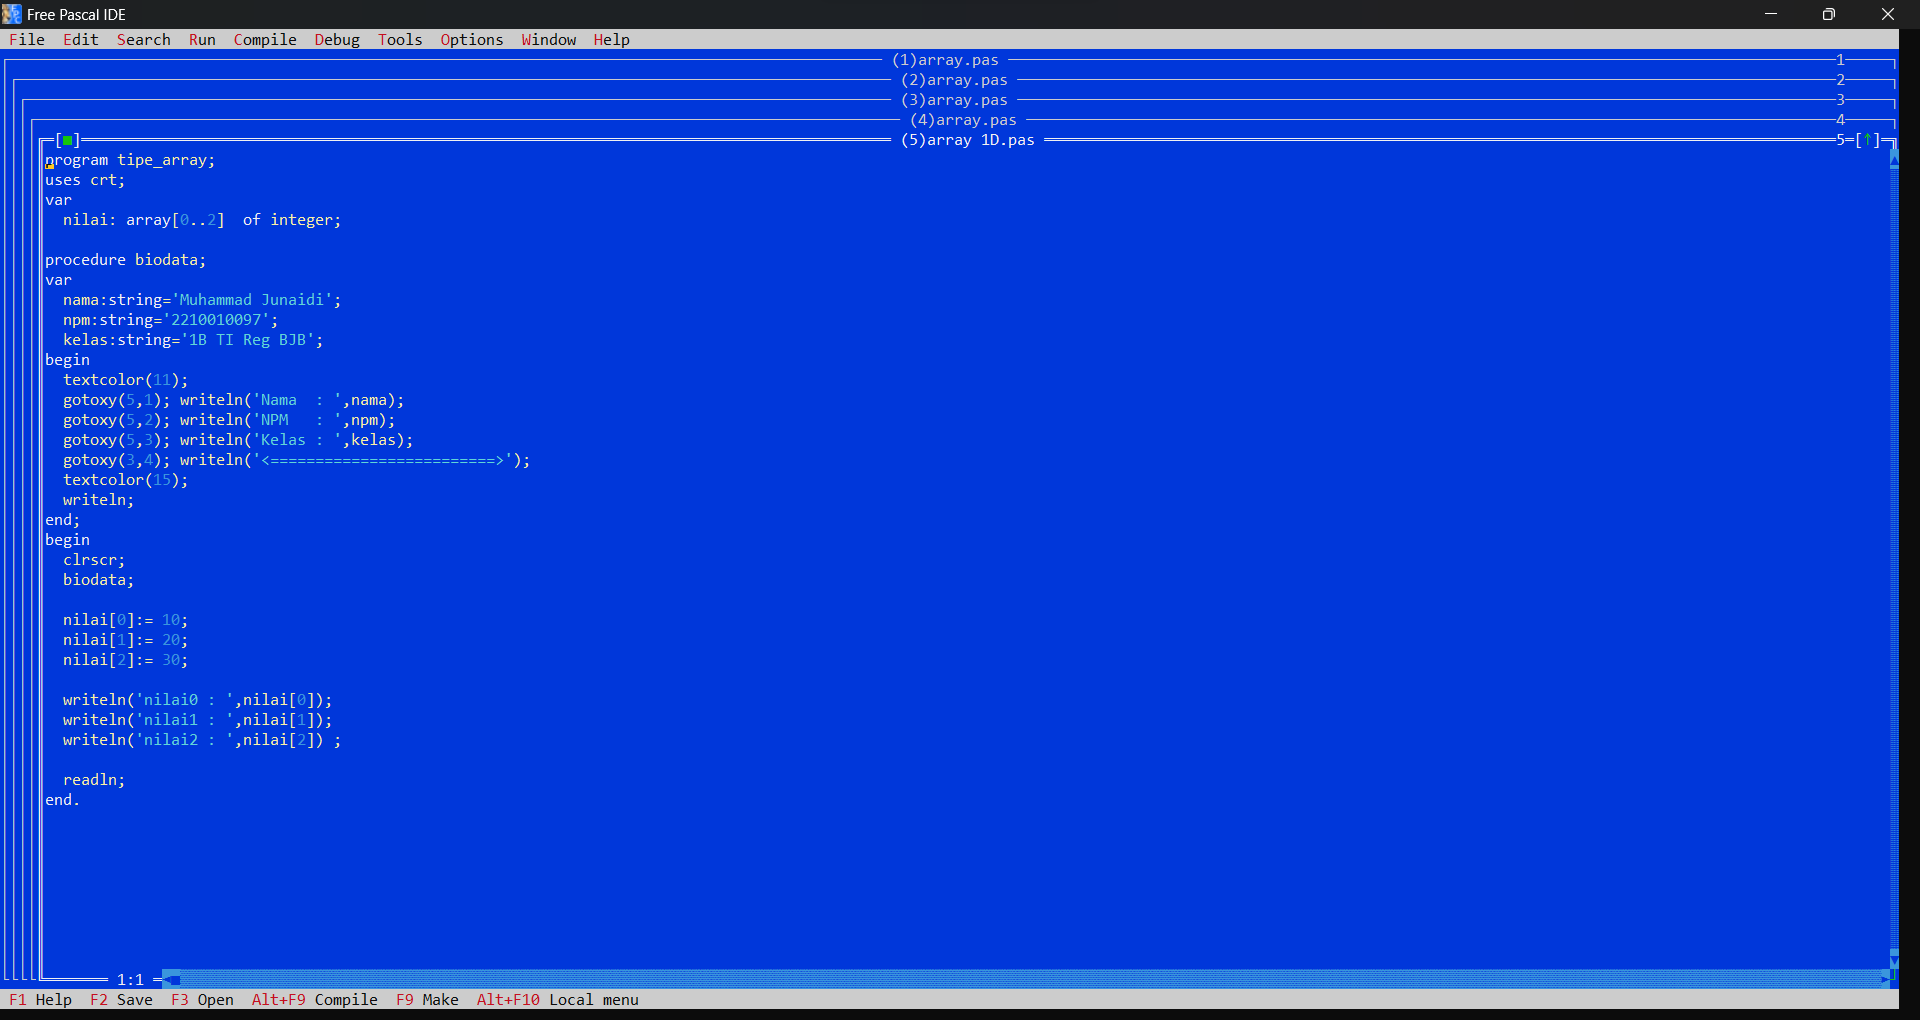 Free Pascal IDE
File  Edit  Search  Run  Compile  Debug  Tools  Options  Window  Help
(1)array.pas 1
(2)array.pas 2
(3)array.pas 3
(4)array.pas 4
[■] (5)array 1D.pas 5=[↑]
program tipe_array;
uses crt;
var
  nilai: array[0..2]  of integer;

procedure biodata;
var
  nama:string='Muhammad Junaidi';
  npm:string='2210010097';
  kelas:string='1B TI Reg BJB';
begin
  textcolor(11);
  gotoxy(5,1); writeln('Nama  : ',nama);
  gotoxy(5,2); writeln('NPM   : ',npm);
  gotoxy(5,3); writeln('Kelas : ',kelas);
  gotoxy(3,4); writeln('<=========================>');
  textcolor(15);
  writeln;
end;
begin
  clrscr;
  biodata;

  nilai[0]:= 10;
  nilai[1]:= 20;
  nilai[2]:= 30;

  writeln('nilai0 : ',nilai[0]);
  writeln('nilai1 : ',nilai[1]);
  writeln('nilai2 : ',nilai[2]) ;

  readln;
end.
1:1
F1 Help  F2 Save  F3 Open  Alt+F9 Compile  F9 Make  Alt+F10 Local menu